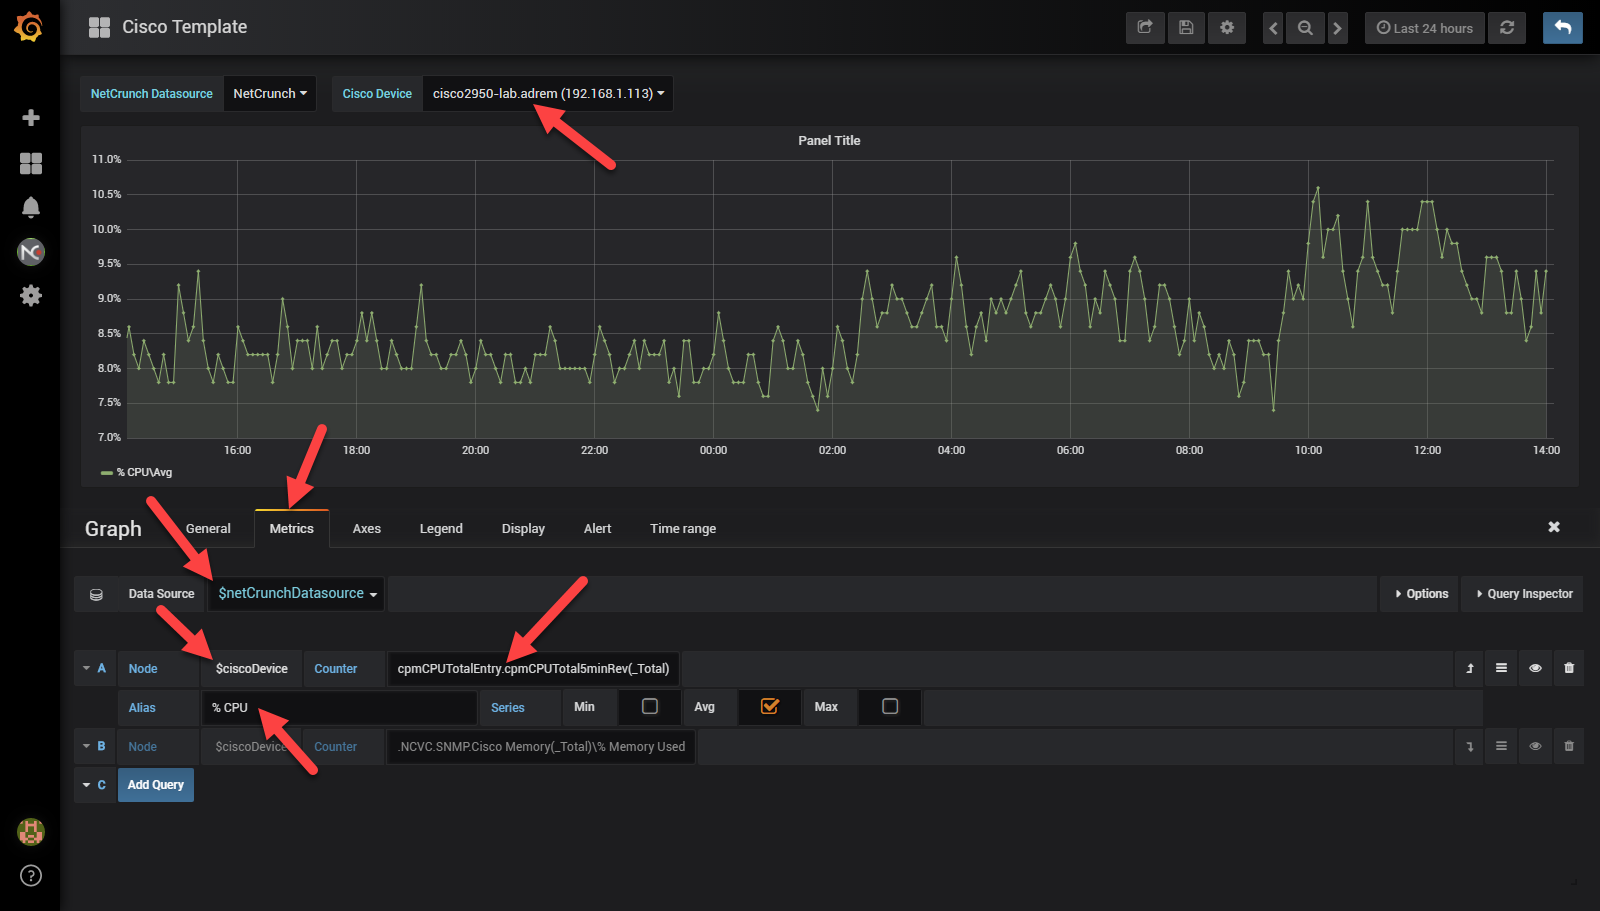 Cisco Template
Last 24 hours
NetCrunch Datasource NetCrunch Cisco Device cisco2950-lab.adrem (192.168.1.113)
Panel Title
11.0%
10.5%
10.0%
9.5%
9.0%
8.5%
8.0%
7.5%
7.0%
16:00 18:00 20:00 22:00 00:00 02:00 04:00 06:00 08:00 10:00 12:00 14:00
% CPU\Avg
Graph General Metrics Axes Legend Display Alert Time range
Data Source $netCrunchDatasource Options Query Inspector
A Node $ciscoDevice Counter cpmCPUTotalEntry.cpmCPUTotal5minRev(_Total)
Alias % CPU Series Min Avg Max
B Node $ciscoDevice Counter .NCVC.SNMP.Cisco Memory(_Total)\% Memory Used
C Add Query
NC
?